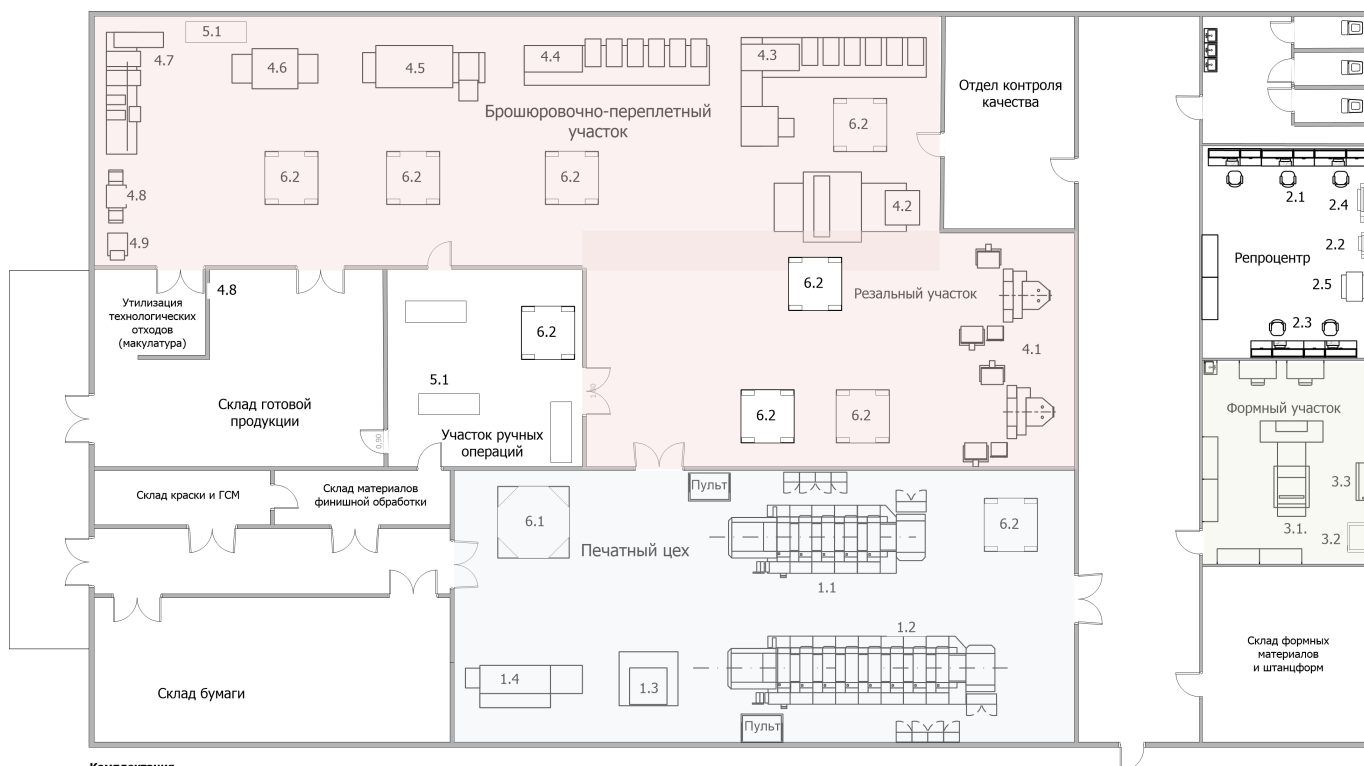 5.1
4.7
4.6
4.5
4.4
4.3
Брошюровочно-переплетный
участок
6.2
6.2
6.2
6.2
4.8
4.9
4.2
Отдел контроля
качества
2.1
2.4
2.2
2.5
2.3
Репроцентр
Утилизация
технологических
отходов
(макулатура)
4.8
Склад готовой
продукции
0,90
6.2
5.1
Участок ручных
операций
6.2
Резальный участок
4.1
6.2
6.2
Формный участок
3.3
3.1.
3.2
Склад краски и ГСМ
Склад материалов
финишной обработки
Пульт
6.1
Печатный цех
6.2
1.1
1.2
1.4
1.3
Пульт
Склад бумаги
Склад формных
материалов
и штанцформ